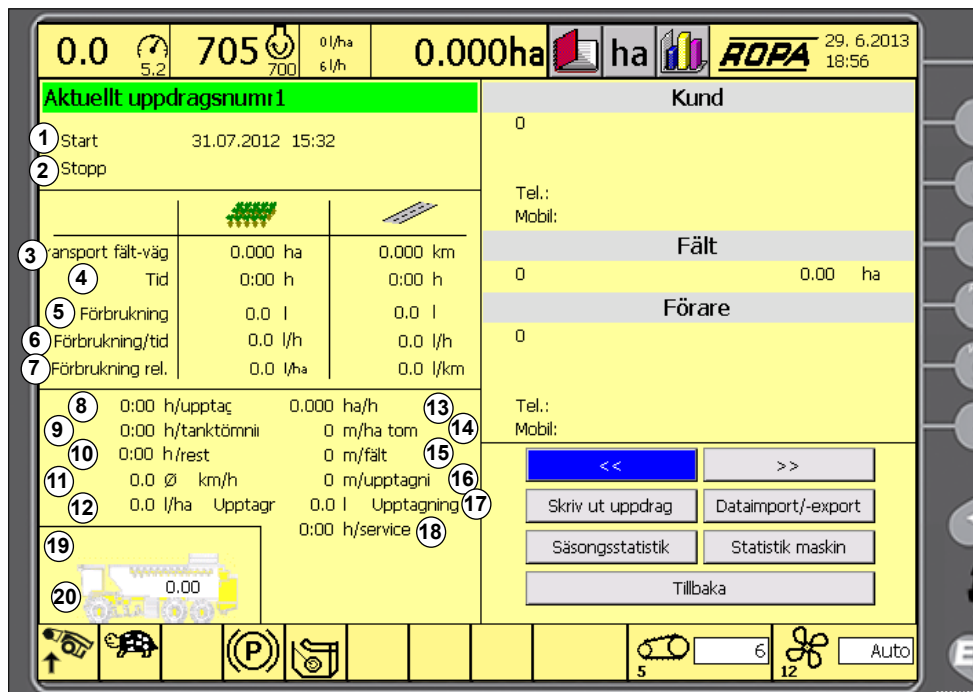 0.0 5.2 705 700 0 l/ha 6 l/h 0.000ha ha ROPA 29. 6.2013 18:56
Aktuellt uppdragsnumr1
1 Start 31.07.2012 15:32
2 Stopp
3 ransport fält-väg 0.000 ha 0.000 km
4 Tid 0:00 h 0:00 h
5 Förbrukning 0.0 l 0.0 l
6 Förbrukning/tid 0.0 l/h 0.0 l/h
7 Förbrukning rel. 0.0 l/ha 0.0 l/km
8 0:00 h/upptag 0.000 ha/h 13
9 0:00 h/tanktömnii 0 m/ha tom 14
10 0:00 h/rest 0 m/fält 15
11 0.0 Ø km/h 0 m/upptagni 16
12 0.0 l/ha Upptagr 0.0 l Upptagning 17
0:00 h/service 18
19
20 0.00
Kund
0
Tel.:
Mobil:
Fält
0 0.00 ha
Förare
0
Tel.:
Mobil:
<< >>
Skriv ut uppdrag Dataimport/-export
Säsongsstatistik Statistik maskin
Tillbaka
P 5 6 12 Auto